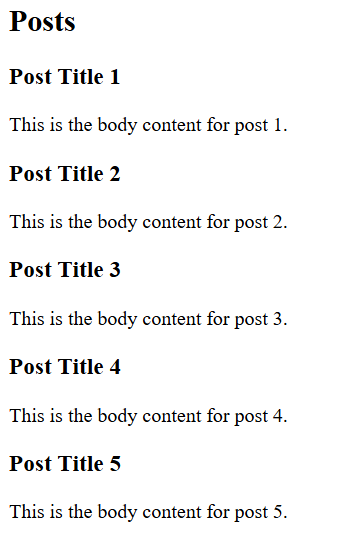 Posts
Post Title 1
This is the body content for post 1.
Post Title 2
This is the body content for post 2.
Post Title 3
This is the body content for post 3.
Post Title 4
This is the body content for post 4.
Post Title 5
This is the body content for post 5.